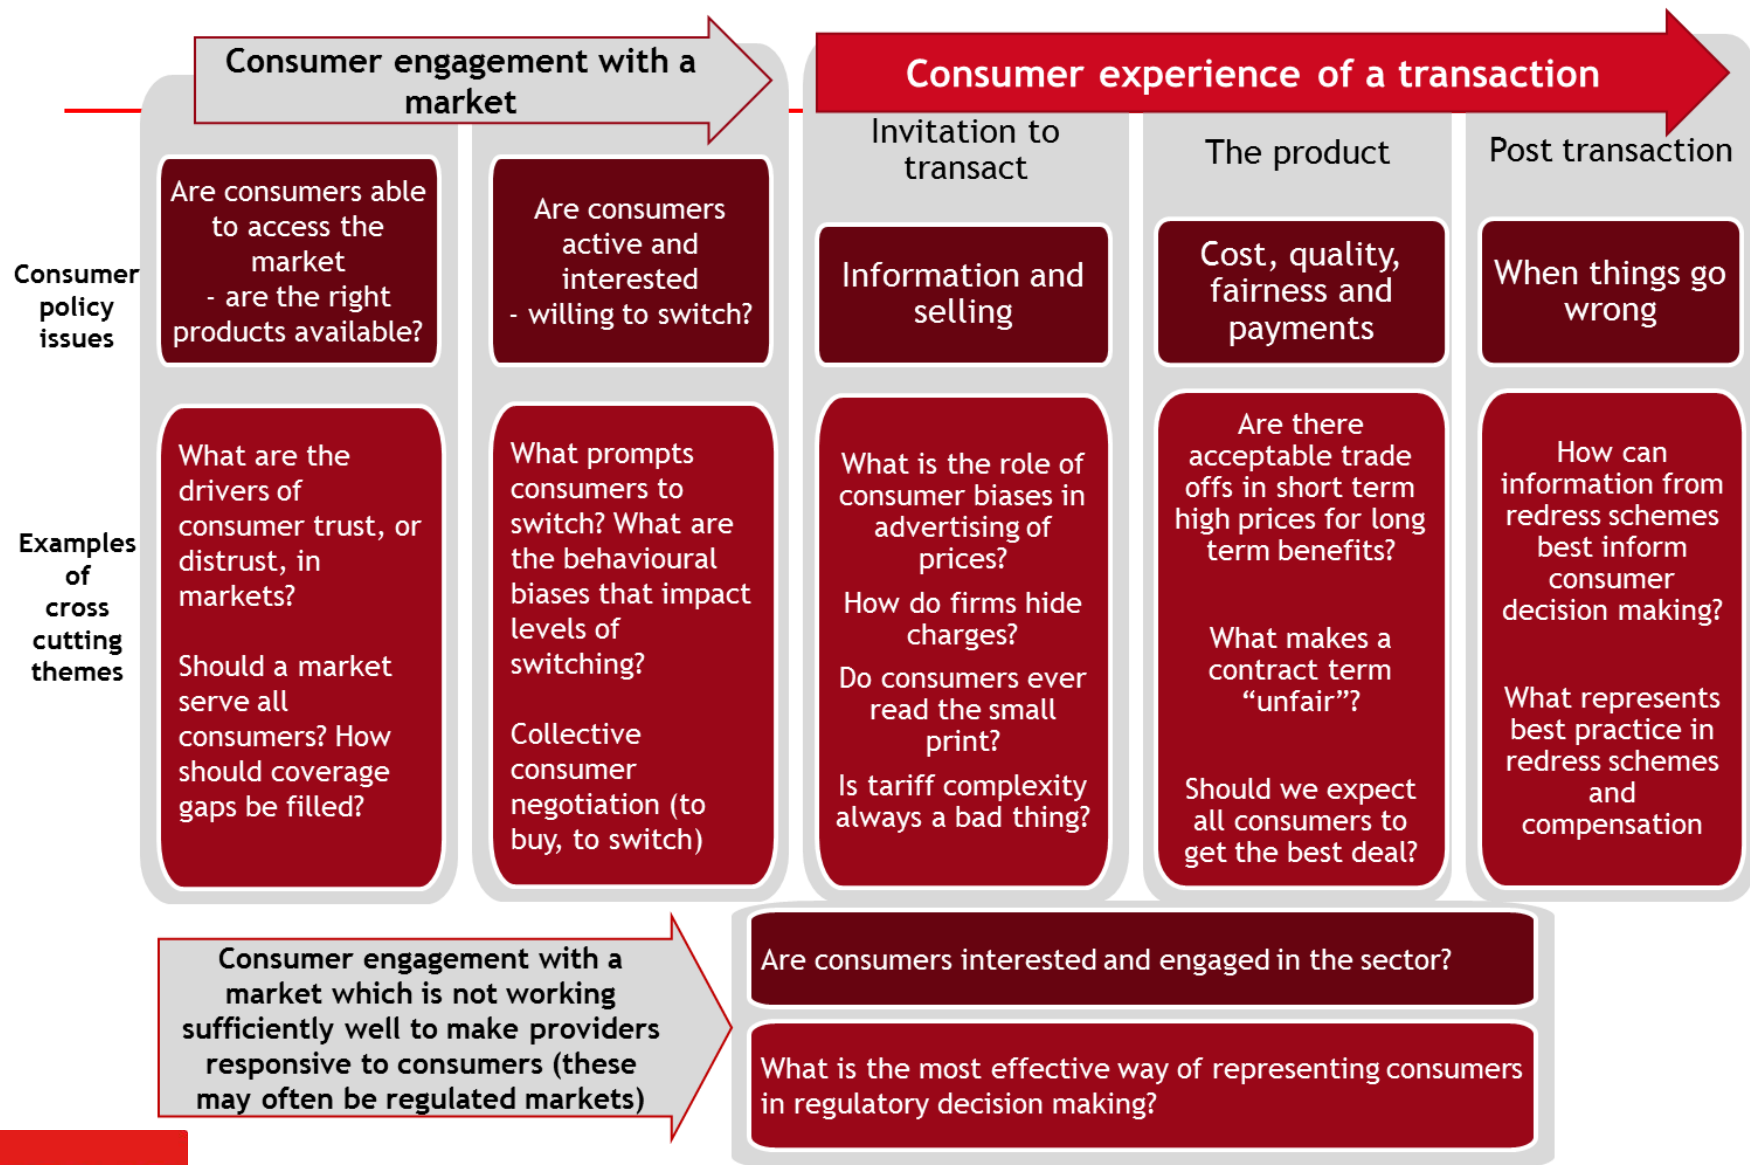 Consumer engagement with a
market
Consumer experience of a transaction
Invitation to
transact
The product
Post transaction
Consumer
policy
issues
Are consumers able
to access the
market
- are the right
products available?
Are consumers
active and
interested
- willing to switch?
Information and
selling
Cost, quality,
fairness and
payments
When things go
wrong
Examples
of
cross
cutting
themes
What are the
drivers of
consumer trust, or
distrust, in
markets?
Should a market
serve all
consumers? How
should coverage
gaps be filled?
What prompts
consumers to
switch? What are
the behavioural
biases that impact
levels of
switching?
Collective
consumer
negotiation (to
buy, to switch)
What is the role of
consumer biases in
advertising of
prices?
How do firms hide
charges?
Do consumers ever
read the small
print?
Is tariff complexity
always a bad thing?
Are there
acceptable trade
offs in short term
high prices for long
term benefits?
What makes a
contract term
“unfair”?
Should we expect
all consumers to
get the best deal?
How can
information from
redress schemes
best inform
consumer
decision making?
What represents
best practice in
redress schemes
and
compensation
Consumer engagement with a
market which is not working
sufficiently well to make providers
responsive to consumers (these
may often be regulated markets)
Are consumers interested and engaged in the sector?
What is the most effective way of representing consumers
in regulatory decision making?